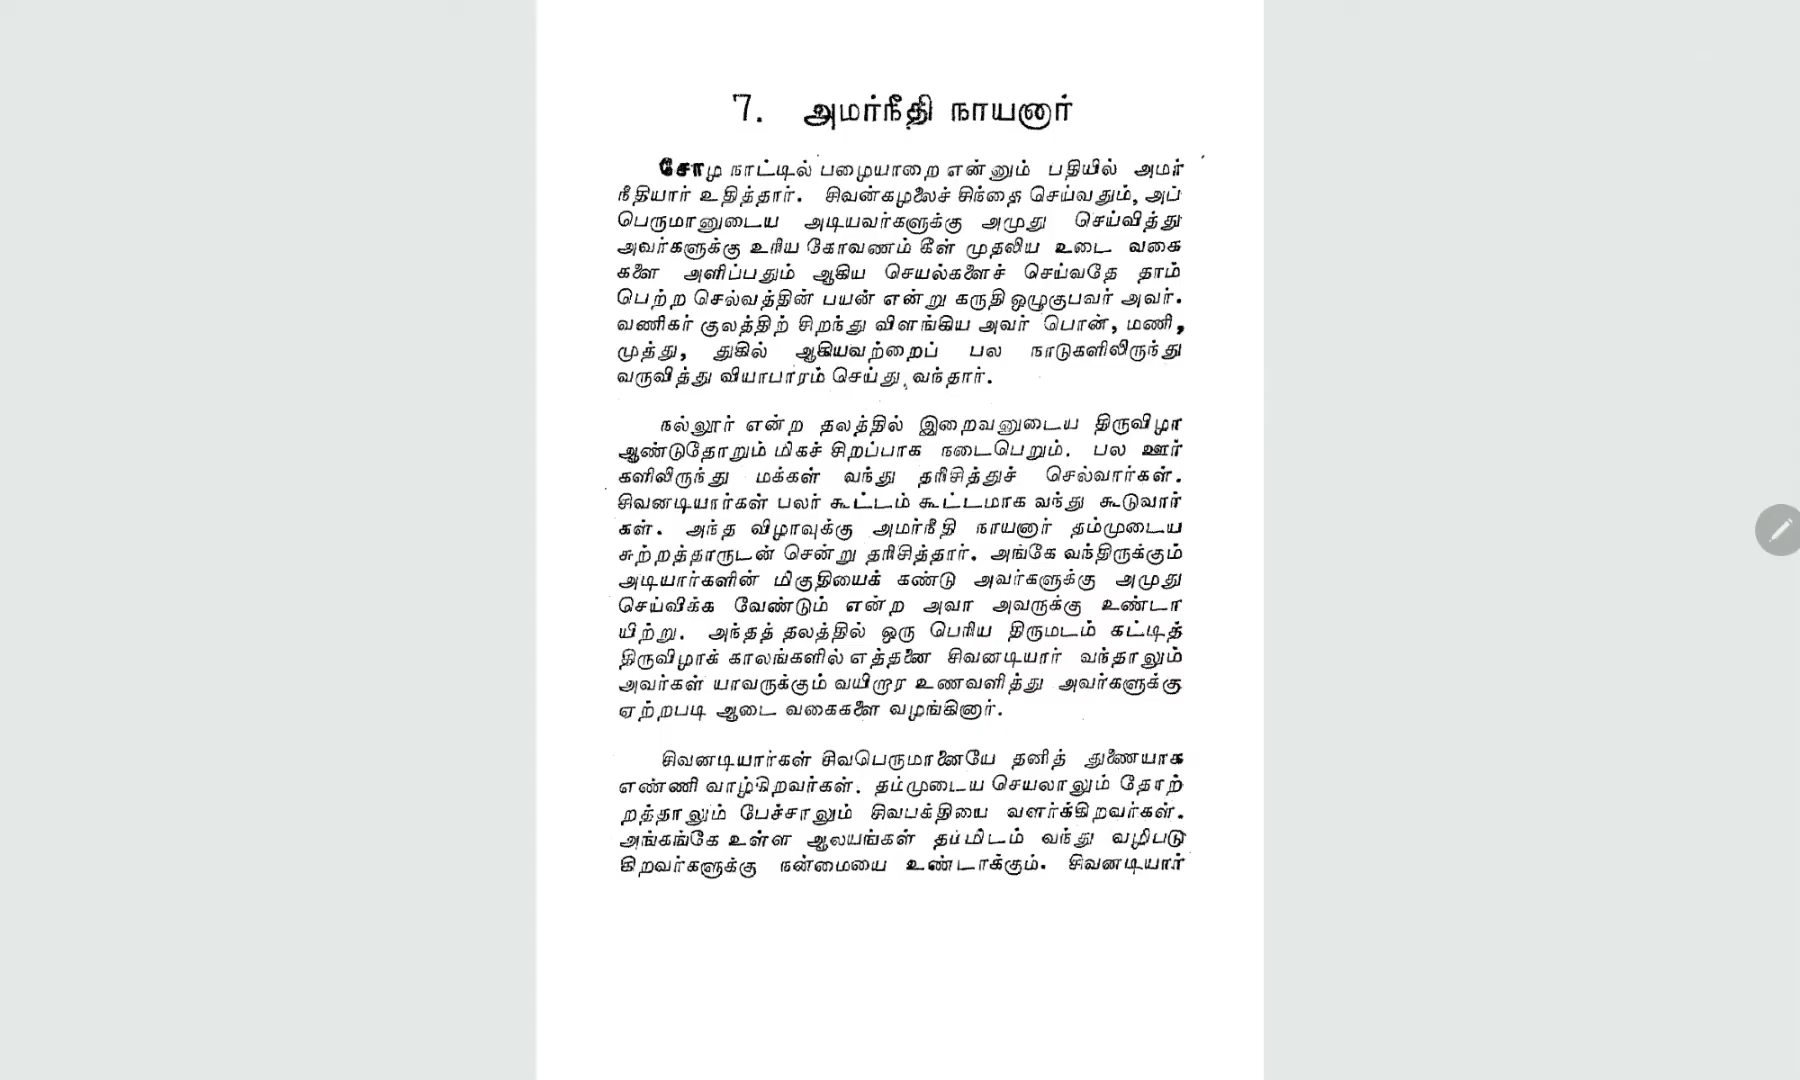 7. அமர்நீதி நாயனார்
சோழ நாட்டில் பழையாறை என்னும் பதியில் அமர்
நீதியார் உதித்தார். சிவன்கழலைச் சிந்தை செய்வதும், அப்
பெருமானுடைய அடியவர்களுக்கு அமுது செய்வித்து
அவர்களுக்கு உரிய கோவணம் கீள் முதலிய உடை வகை
களை அளிப்பதும் ஆகிய செயல்களைச் செய்வதே தாம்
பெற்ற செல்வத்தின் பயன் என்று கருதி ஒழுகுபவர் அவர்.
வணிகர் குலத்திற் சிறந்து விளங்கிய அவர் பொன், மணி,
முத்து, துகில் ஆகியவற்றைப் பல நாடுகளிலிருந்து
வருவித்து வியாபாரம் செய்து வந்தார்.
நல்லூர் என்ற தலத்தில் இறைவனுடைய திருவிழா
ஆண்டுதோறும் மிகச் சிறப்பாக நடைபெறும். பல ஊர்
களிலிருந்து மக்கள் வந்து தரிசித்துச் செல்வார்கள்.
சிவனடியார்கள் பலர் கூட்டம் கூட்டமாக வந்து கூடுவார்
கள். அந்த விழாவுக்கு அமர்நீதி நாயனார் தம்முடைய
சுற்றத்தாருடன் சென்று தரிசித்தார். அங்கே வந்திருக்கும்
அடியார்களின் மிகுதியைக் கண்டு அவர்களுக்கு அமுது
செய்விக்க வேண்டும் என்ற அவா அவருக்கு உண்டா
யிற்று. அந்தத் தலத்தில் ஒரு பெரிய திருமடம் கட்டித்
திருவிழாக் காலங்களில் எத்தனை சிவனடியார் வந்தாலும்
அவர்கள் யாவருக்கும் வயிறார உணவளித்து அவர்களுக்கு
ஏற்றபடி ஆடை வகைகளை வழங்கினார்.
சிவனடியார்கள் சிவபெருமானையே தனித் துணையாக
எண்ணி வாழ்கிறவர்கள். தம்முடைய செயலாலும் தோற்
றத்தாலும் பேச்சாலும் சிவபக்தியை வளர்க்கிறவர்கள்.
அங்கங்கே உள்ள ஆலயங்கள் தம்மிடம் வந்து வழிபடு
கிறவர்களுக்கு நன்மையை உண்டாக்கும். சிவனடியார்